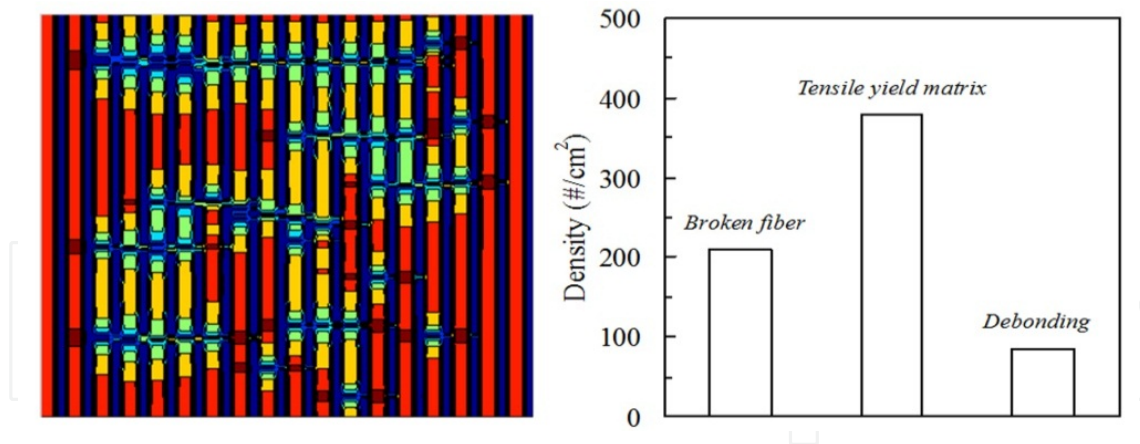 500
400
300
200
100
0
Density (#/cm²)
Tensile yield matrix
Broken fiber
Debonding